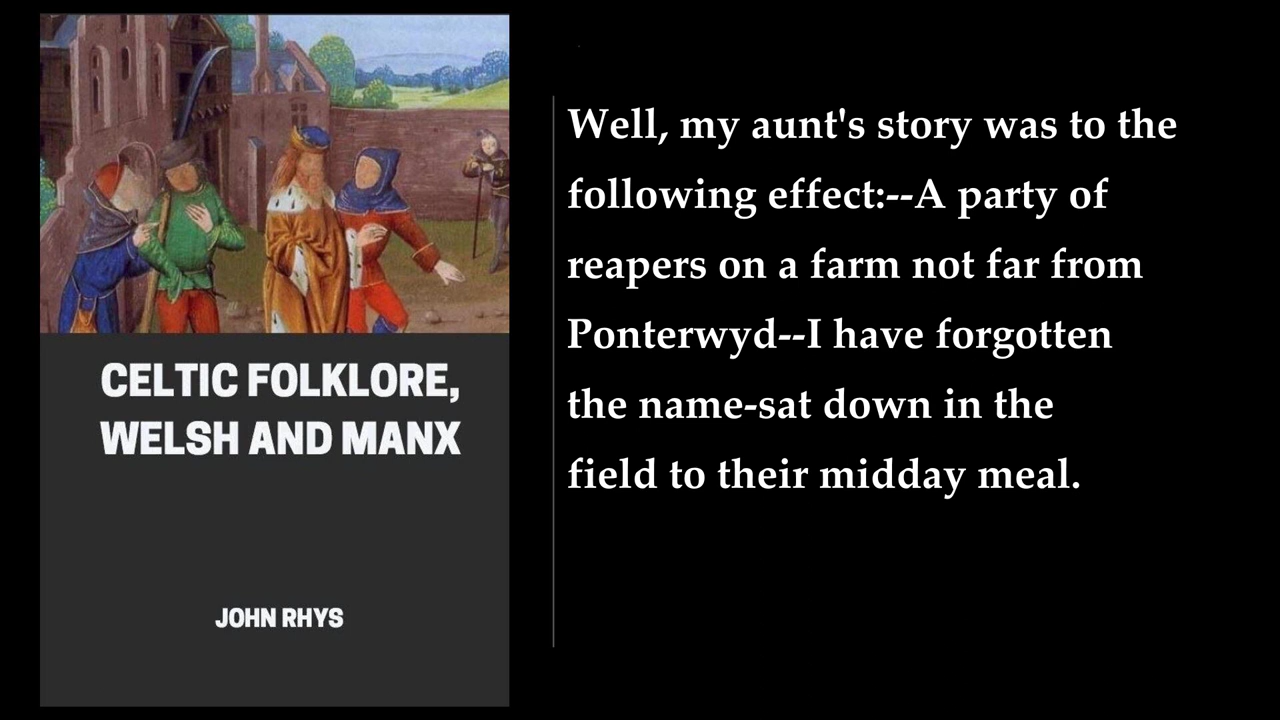 CELTIC FOLKLORE,
WELSH AND MANX
JOHN RHYS
Well, my aunt's story was to the
following effect:--A party of
reapers on a farm not far from
Ponterwyd--I have forgotten
the name-sat down in the
field to their midday meal.